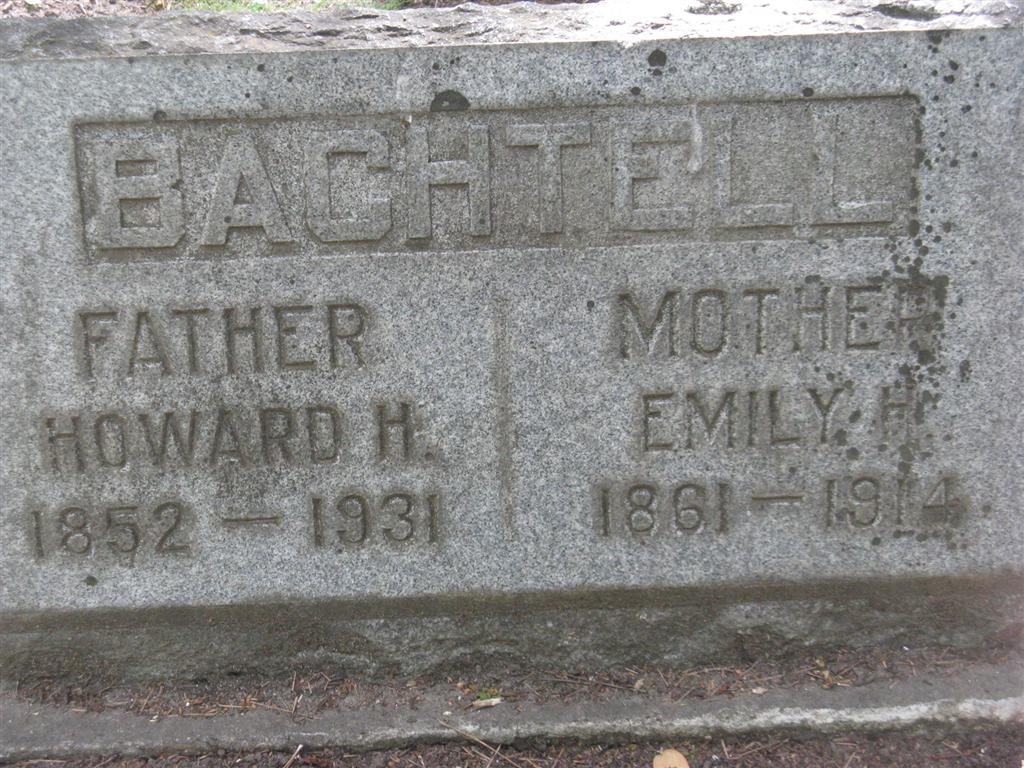 BACHTELL
FATHER
HOWARD H.
1852 — 1931
MOTHER
EMILY H.
1861 — 1914